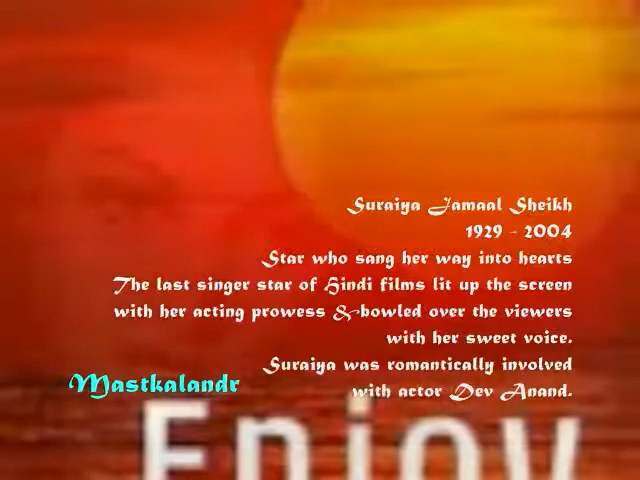 Suraiya Jamaal Sheikh
1929 - 2004
Star who sang her way into hearts
The last singer star of Hindi films lit up the screen
with her acting prowess &bowled over the viewers
with her sweet voice.
Suraiya was romantically involved
with actor Dev Anand.
Mastkalandr
Enjoy